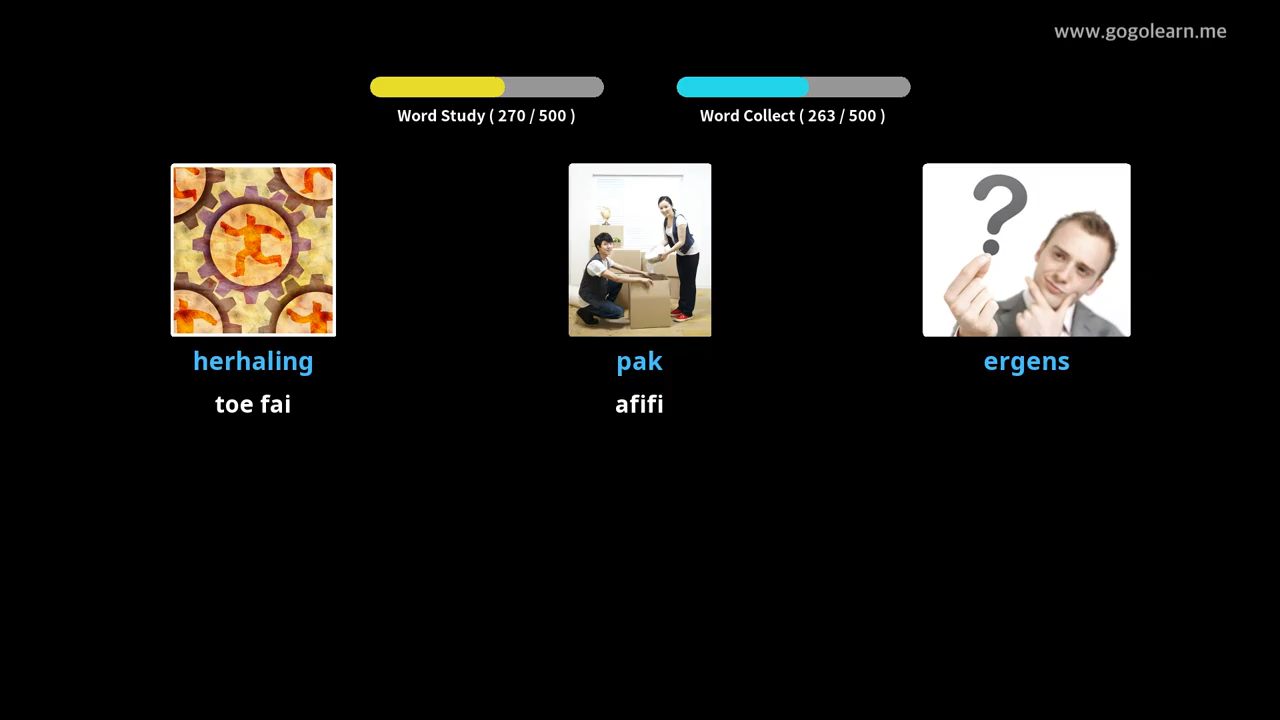 www.gogolearn.me
Word Study ( 270 / 500 )
Word Collect ( 263 / 500 )
herhaling
pak
ergens
toe fai
afifi